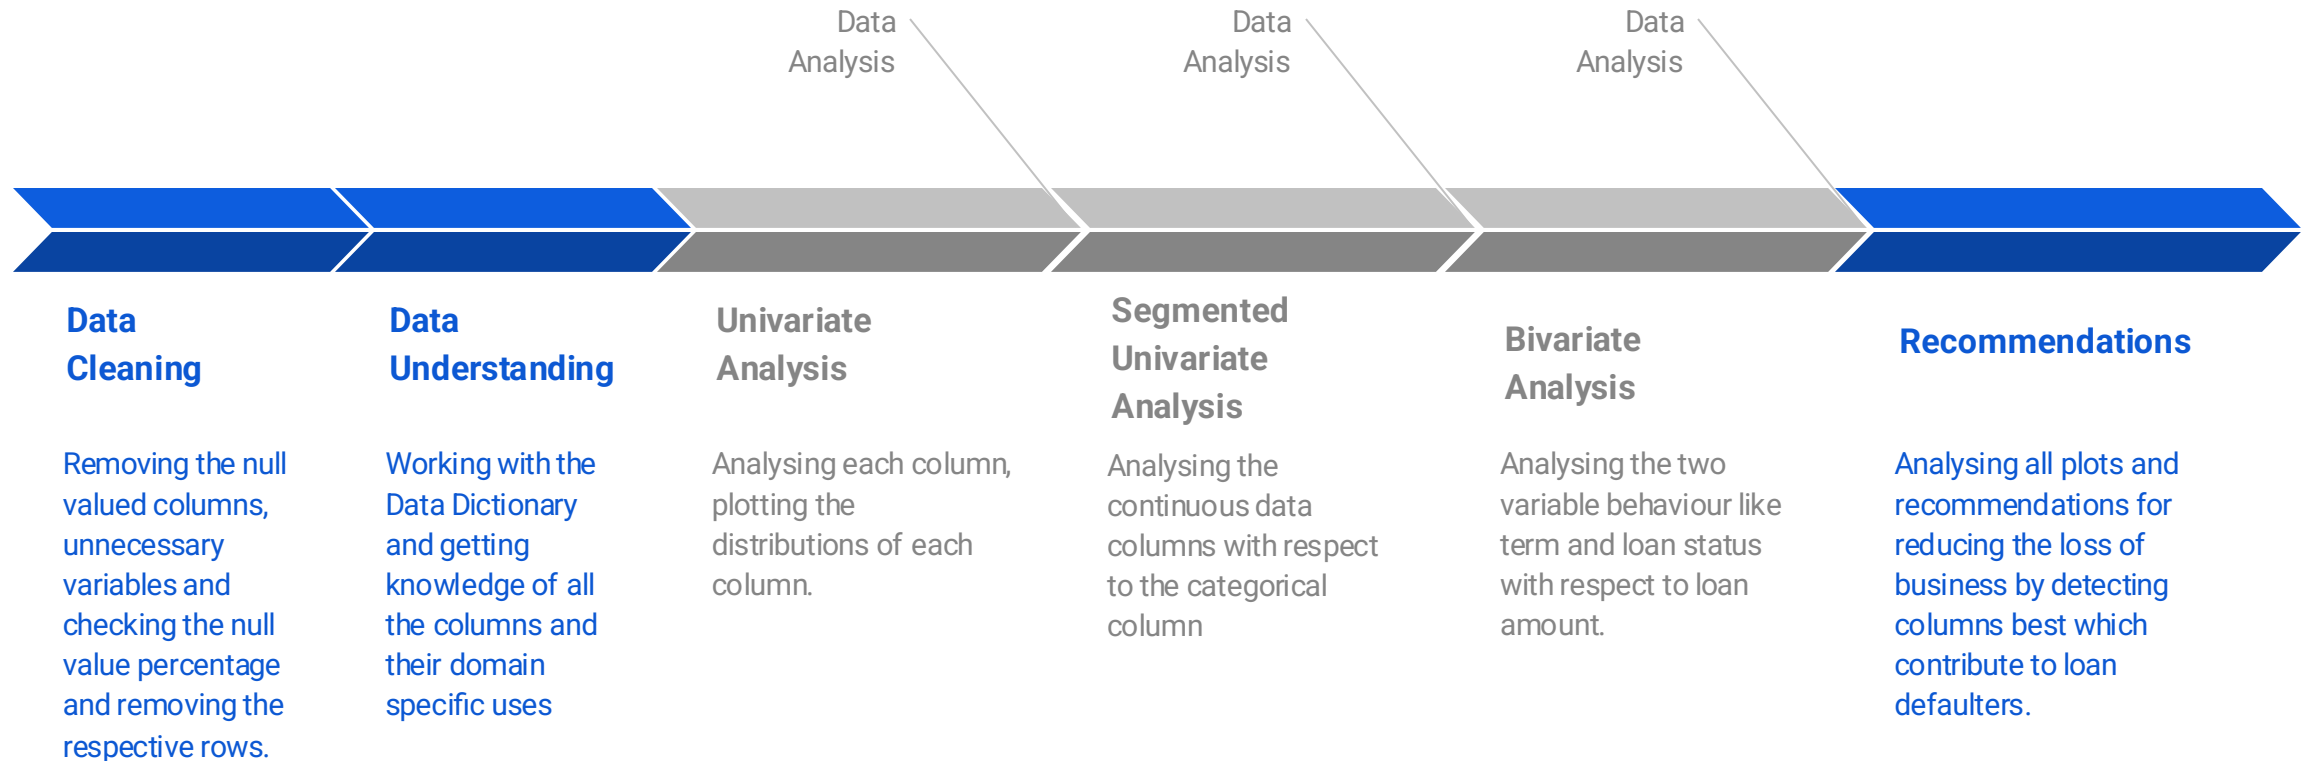 Data
Analysis
Data
Analysis
Data
Analysis
Data
Cleaning
Removing the null
valued columns,
unnecessary
variables and
checking the null
value percentage
and removing the
respective rows.
Data
Understanding
Working with the
Data Dictionary
and getting
knowledge of all
the columns and
their domain
specific uses
Univariate
Analysis
Analysing each column,
plotting the
distributions of each
column.
Segmented
Univariate
Analysis
Analysing the
continuous data
columns with respect
to the categorical
column
Bivariate
Analysis
Analysing the two
variable behaviour like
term and loan status
with respect to loan
amount.
Recommendations
Analysing all plots and
recommendations for
reducing the loss of
business by detecting
columns best which
contribute to loan
defaulters.